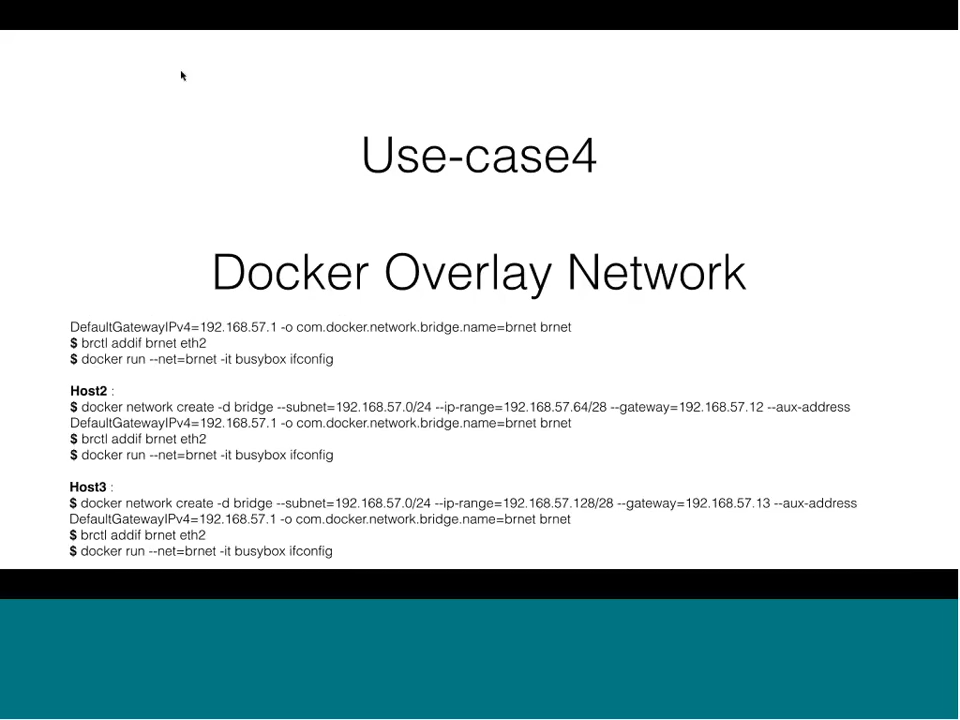 Use-case4
Docker Overlay Network
DefaultGatewayIPv4=192.168.57.1 -o com.docker.network.bridge.name=brnet brnet
$ brctl addif brnet eth2
$ docker run --net=brnet -it busybox ifconfig
Host2 :
$ docker network create -d bridge --subnet=192.168.57.0/24 --ip-range=192.168.57.64/28 --gateway=192.168.57.12 --aux-address
DefaultGatewayIPv4=192.168.57.1 -o com.docker.network.bridge.name=brnet brnet
$ brctl addif brnet eth2
$ docker run --net=brnet -it busybox ifconfig
Host3 :
$ docker network create -d bridge --subnet=192.168.57.0/24 --ip-range=192.168.57.128/28 --gateway=192.168.57.13 --aux-address
DefaultGatewayIPv4=192.168.57.1 -o com.docker.network.bridge.name=brnet brnet
$ brctl addif brnet eth2
$ docker run --net=brnet -it busybox ifconfig